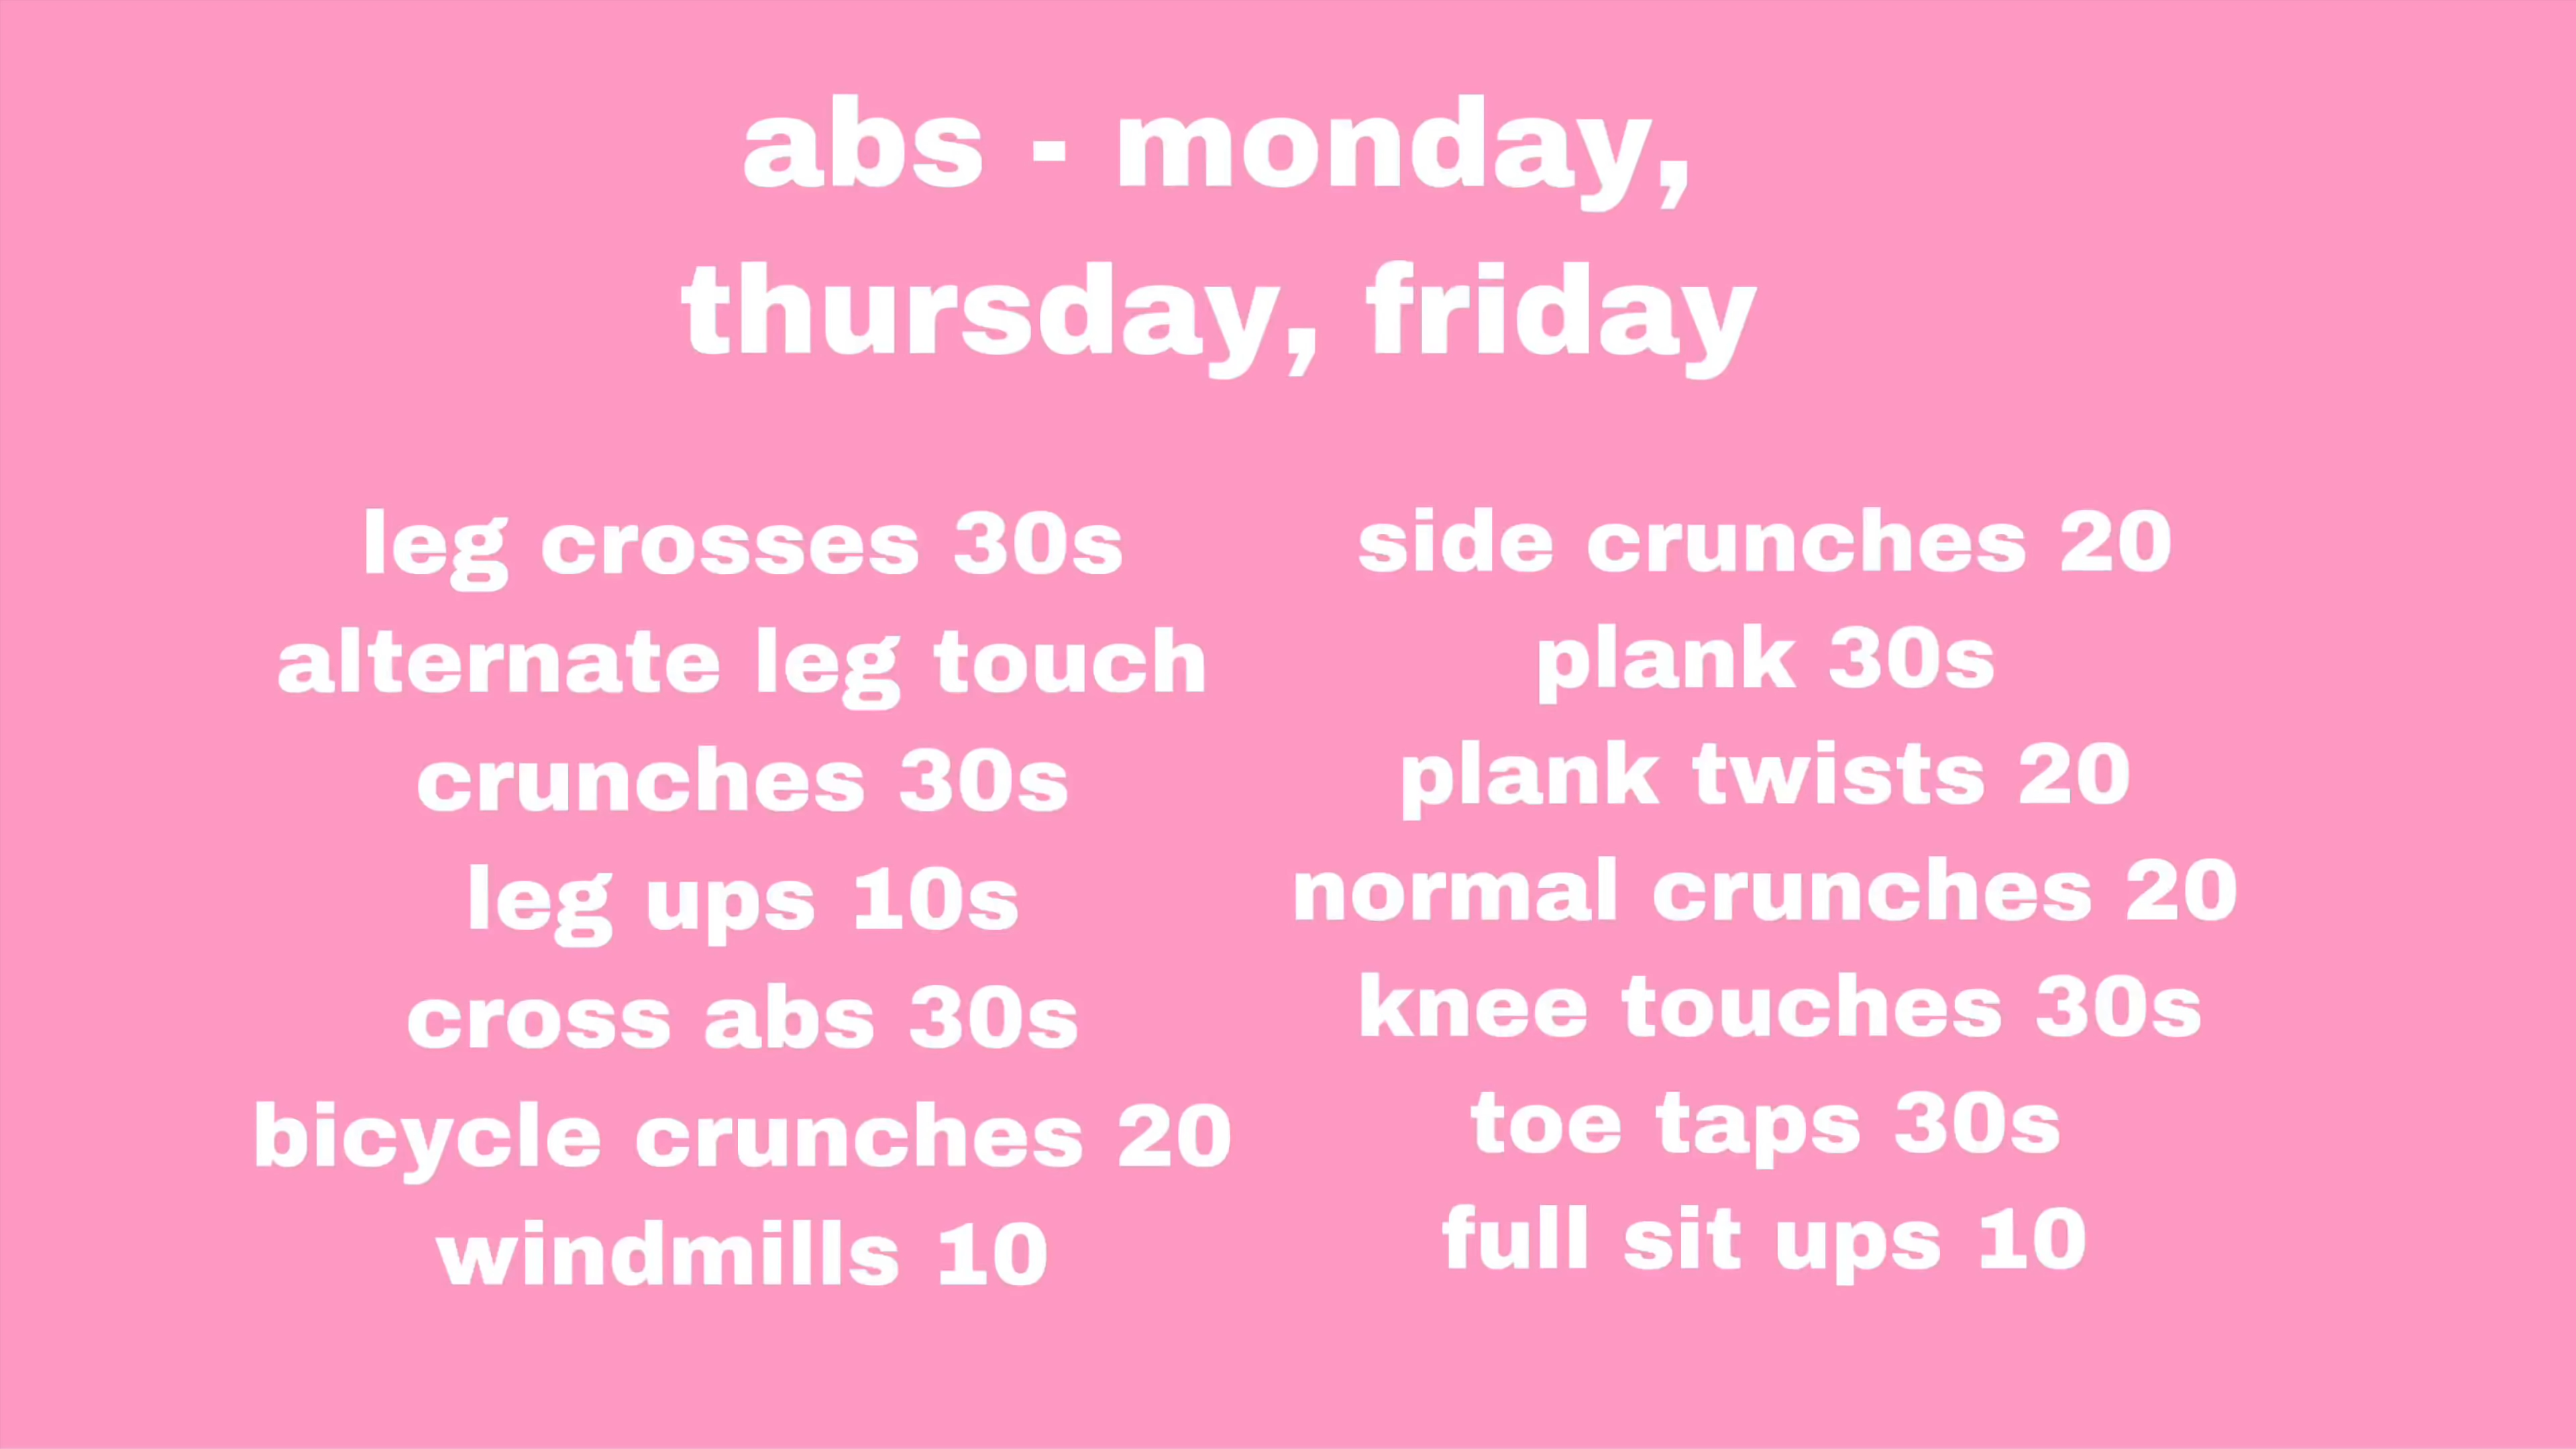 abs - monday,
thursday, friday
leg crosses 30s
alternate leg touch
crunches 30s
leg ups 10s
cross abs 30s
bicycle crunches 20
windmills 10
side crunches 20
plank 30s
plank twists 20
normal crunches 20
knee touches 30s
toe taps 30s
full sit ups 10